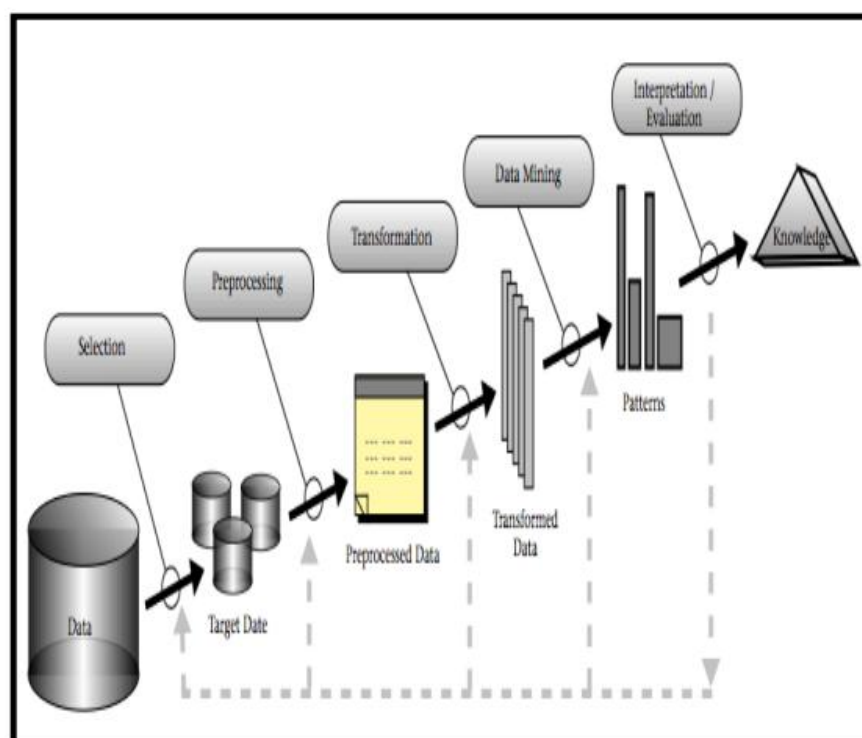 Interpretation /
Evaluation
Data Mining
Transformation
Preprocessing
Selection
Knowledge
Patterns
Transformed
Data
Preprocessed Data
Target Date
Data